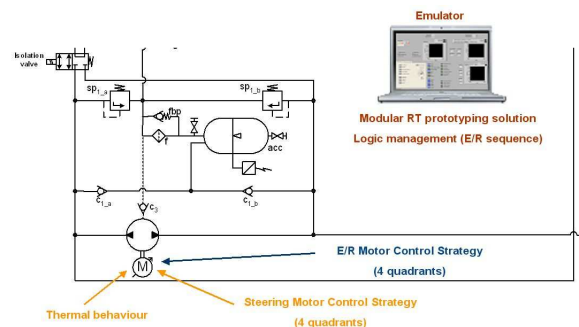 Emulator
Isolation
valve
sp1_a
sp1_b
fbp
f
acc
Modular RT prototyping solution
Logic management (E/R sequence)
c1_a
c1_b
c3
M
E/R Motor Control Strategy
(4 quadrants)
Steering Motor Control Strategy
(4 quadrants)
Thermal behaviour